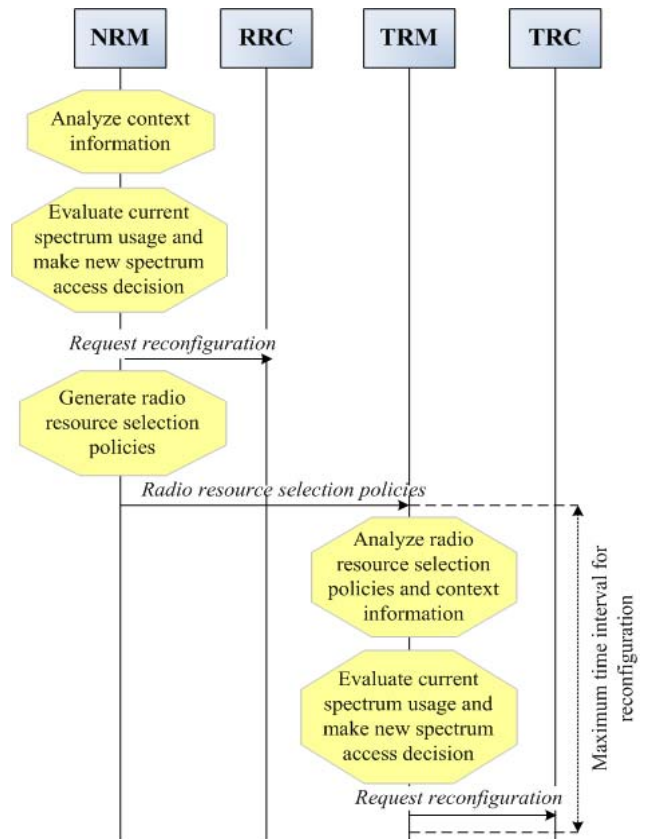 NRM
RRC
TRM
TRC
Analyze context
information
Evaluate current
spectrum usage and
make new spectrum
access decision
Request reconfiguration
Generate radio
resource selection
policies
Radio resource selection policies
Analyze radio
resource selection
policies and context
information
Evaluate current
spectrum usage and
make new spectrum
access decision
Request reconfiguration
Maximum time interval for
reconfiguration